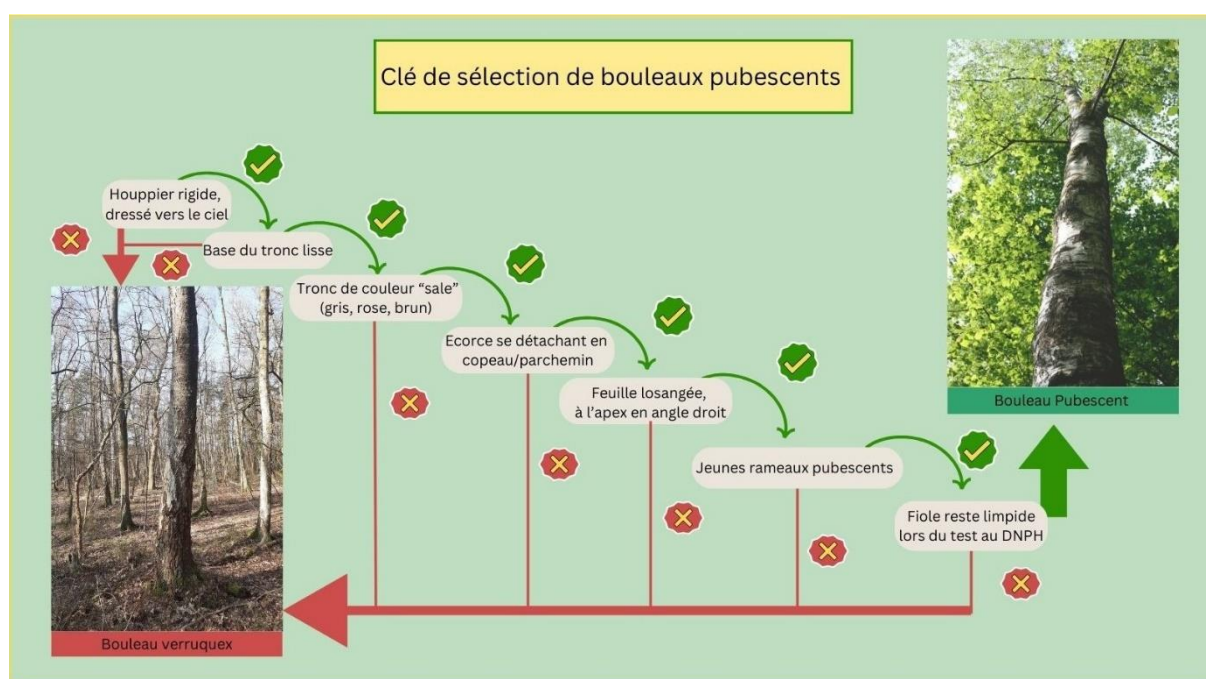 Clé de sélection de bouleaux pubescents
Houppier rigide,
dressé vers le ciel
Base du tronc lisse
Tronc de couleur “sale”
(gris, rose, brun)
Ecorce se détachant en
copeau/parchemin
Feuille losangée,
à l’apex en angle droit
Jeunes rameaux pubescents
Fiole reste limpide
lors du test au DNPH
Bouleau Pubescent
Bouleau verruquex